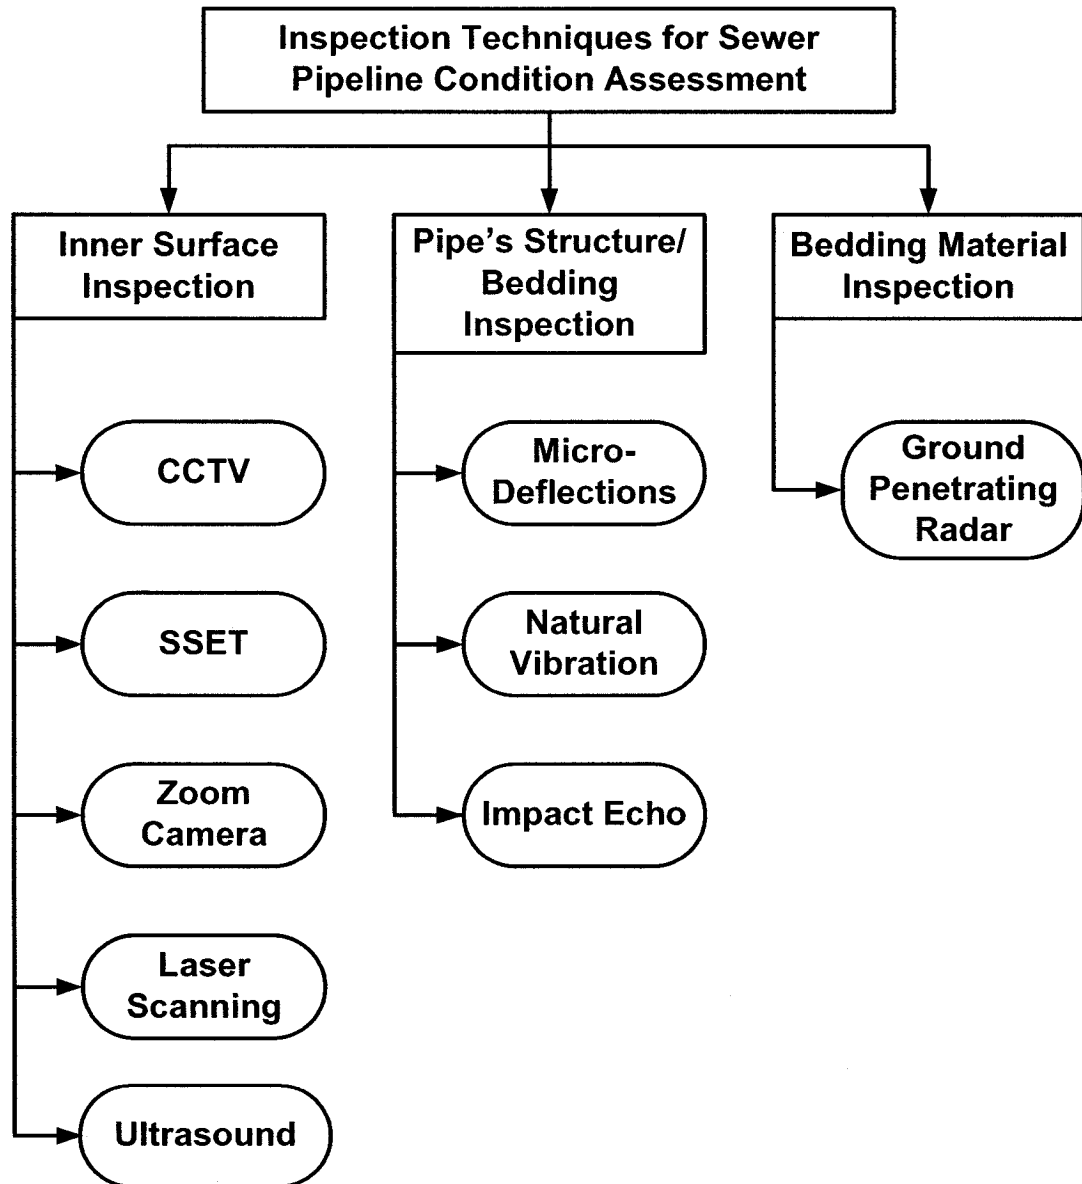 Inspection Techniques for Sewer
Pipeline Condition Assessment
Inner Surface
Inspection
Pipe's Structure/
Bedding
Inspection
Bedding Material
Inspection
CCTV
SSET
Zoom
Camera
Laser
Scanning
Ultrasound
Micro-
Deflections
Natural
Vibration
Impact Echo
Ground
Penetrating
Radar